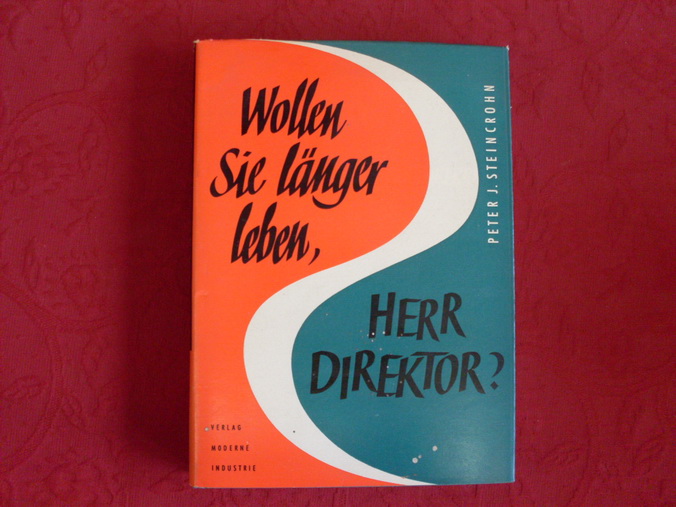 Wollen
Sie länger
leben,
HERR
DIREKTOR?
PETER J. STEINCROHN
VERLAG
MODERNE
INDUSTRIE